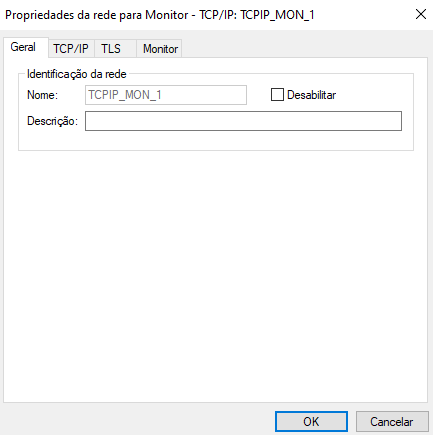 Propriedades da rede para Monitor - TCP/IP: TCPIP_MON_1
Geral TCP/IP TLS Monitor
Identificação da rede
Nome: TCPIP_MON_1 Desabilitar
Descrição:
OK Cancelar